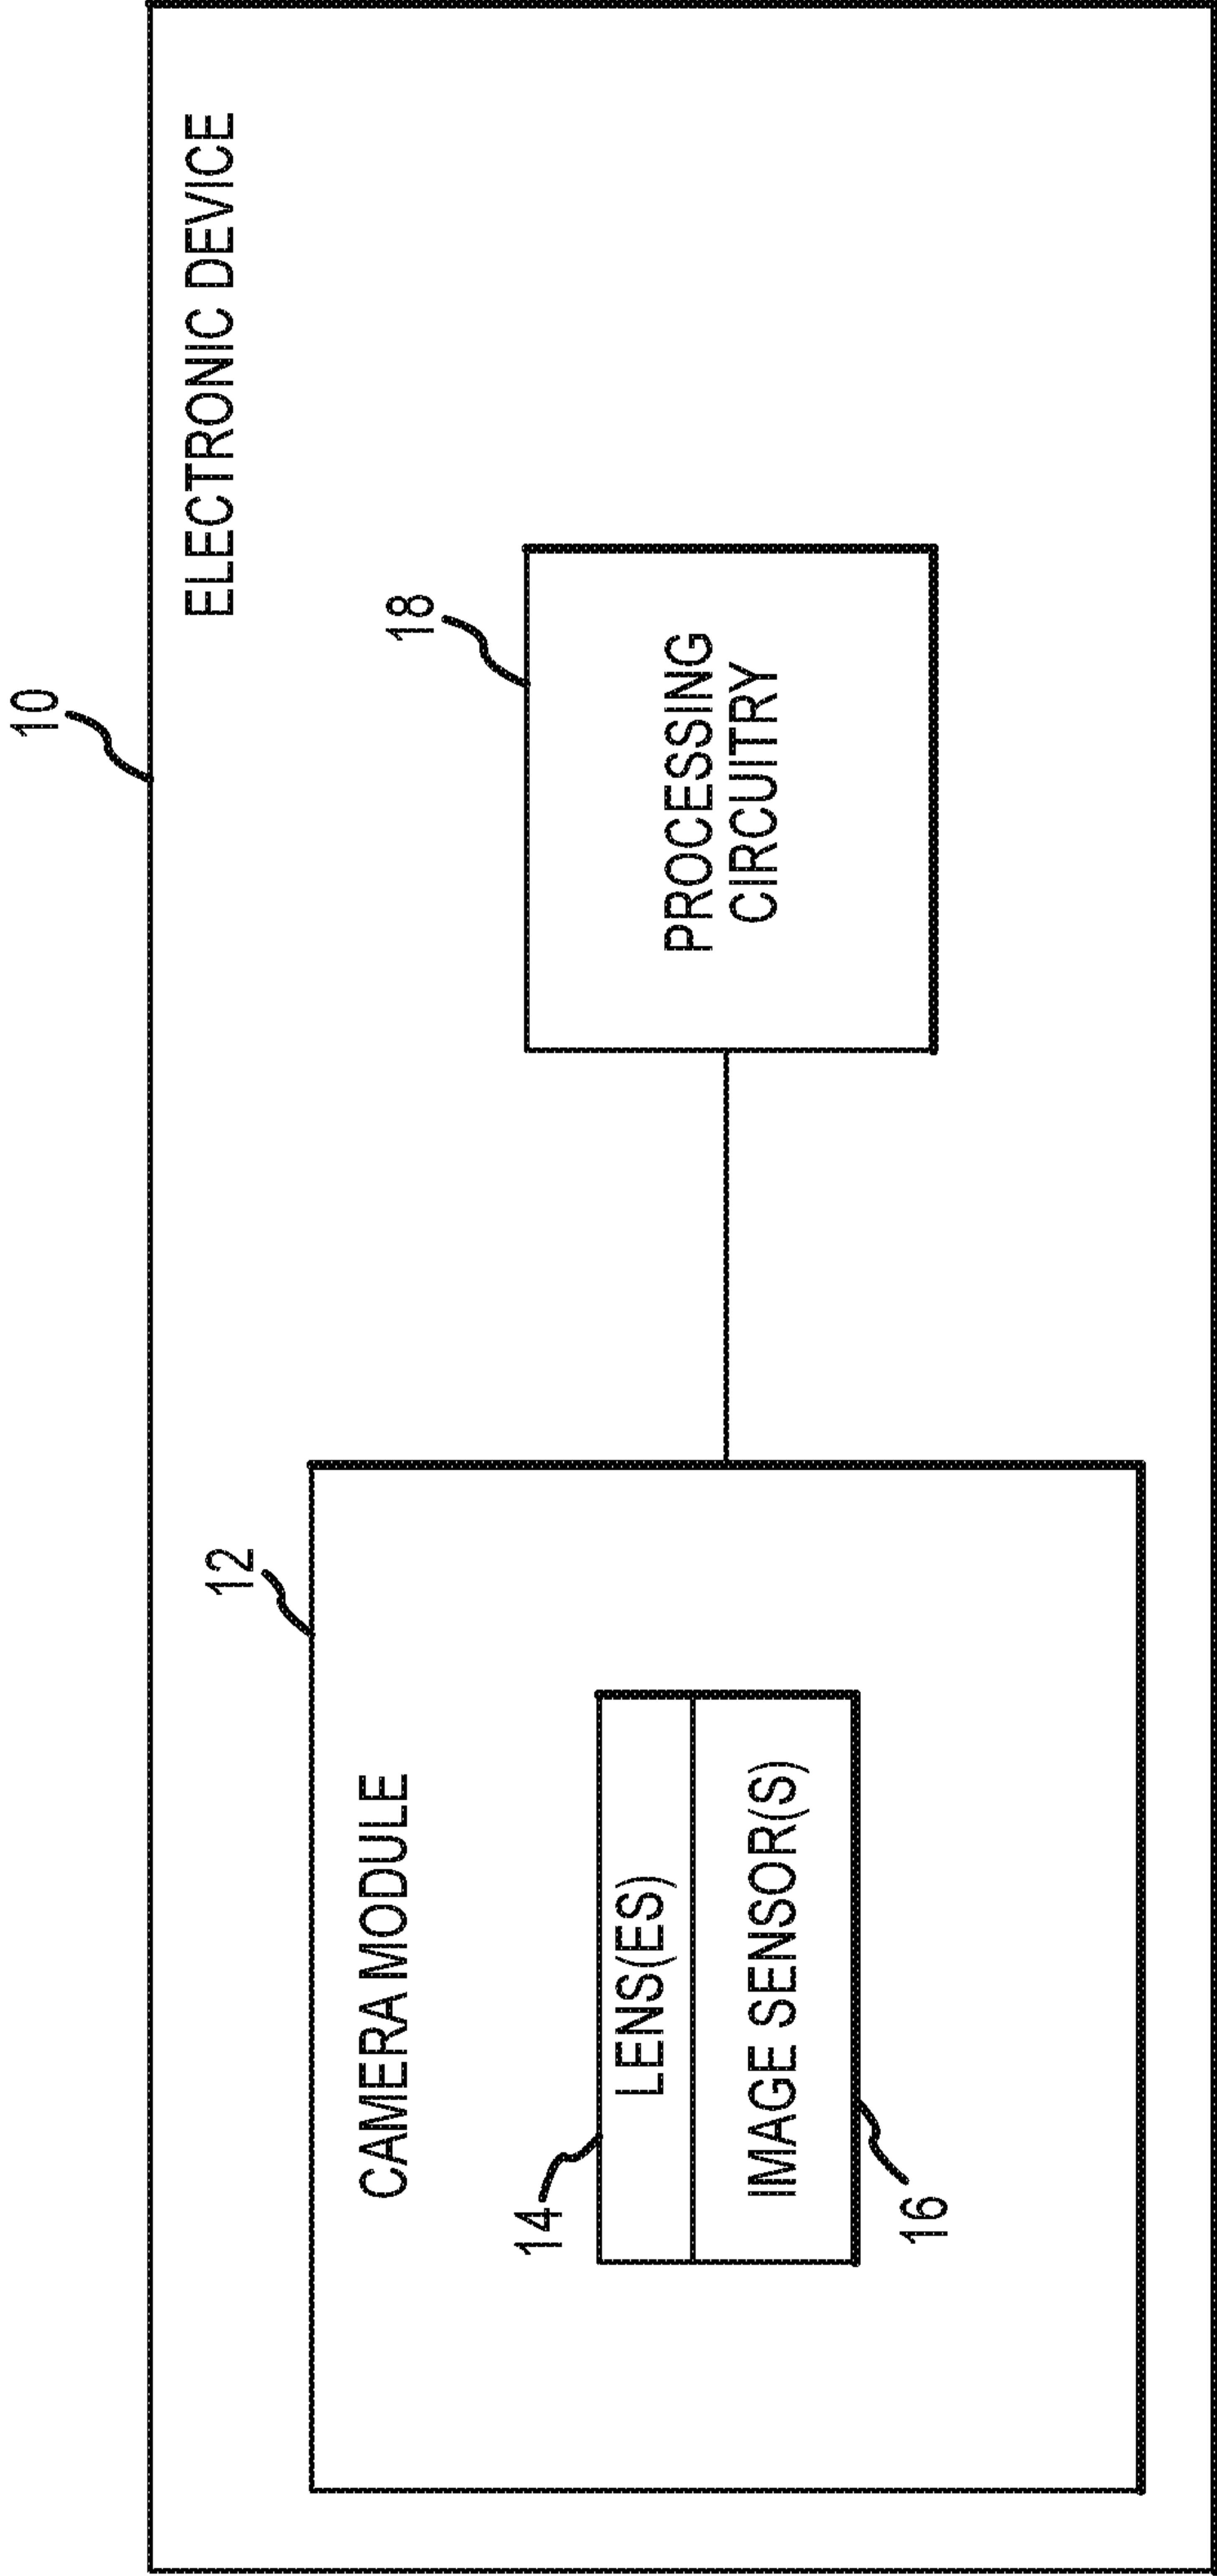 10
ELECTRONIC DEVICE
12
CAMERA MODULE
14
LENS(ES)
IMAGE SENSOR(S)
16
18
PROCESSING
CIRCUITRY